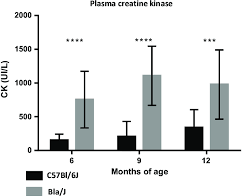 Plasma creatine kinase
CK (UI/L)
2000
1500
1000
500
0
**** **** ***
6 9 12
Months of age
C57Bl/6J
Bla/J